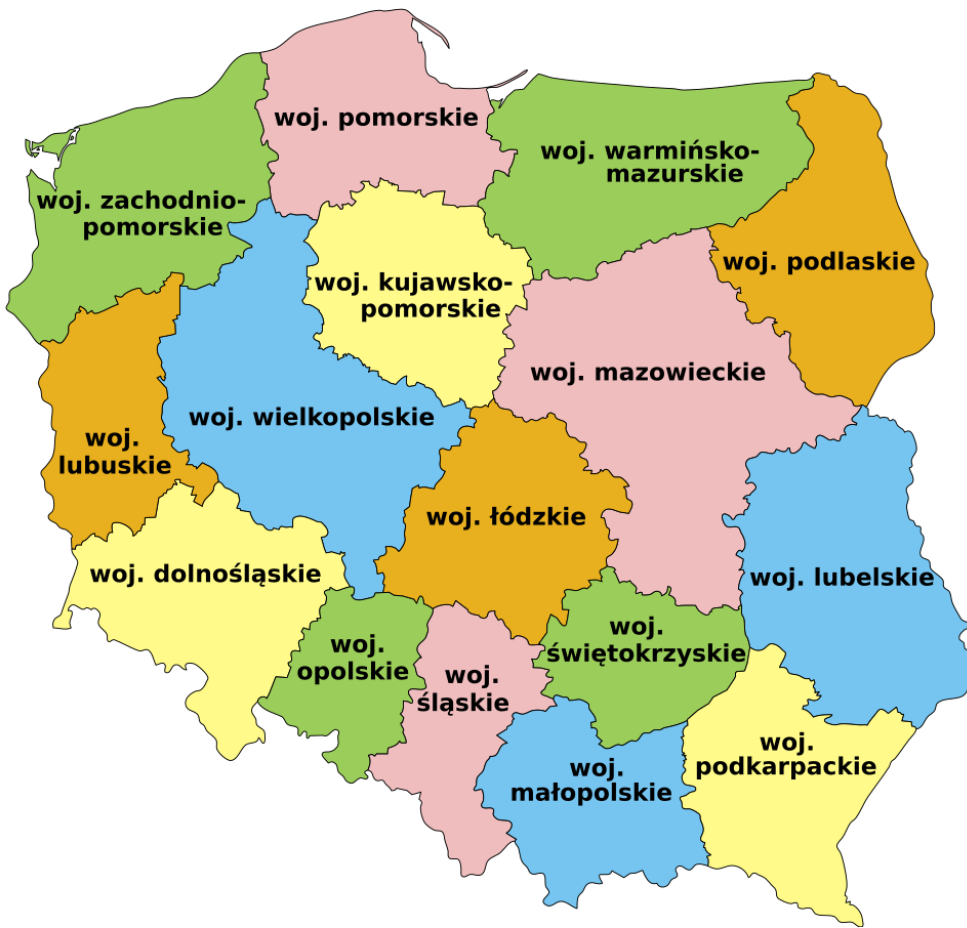 woj. pomorskie
woj. warmińsko-
mazurskie
woj. zachodnio-
pomorskie
woj. podlaskie
woj. kujawsko-
pomorskie
woj. mazowieckie
woj. wielkopolskie
woj.
lubuskie
woj. łódzkie
woj. dolnośląskie
woj. lubelskie
woj.
opolskie
woj.
świętokrzyskie
woj.
śląskie
woj.
podkarpackie
woj.
małopolskie